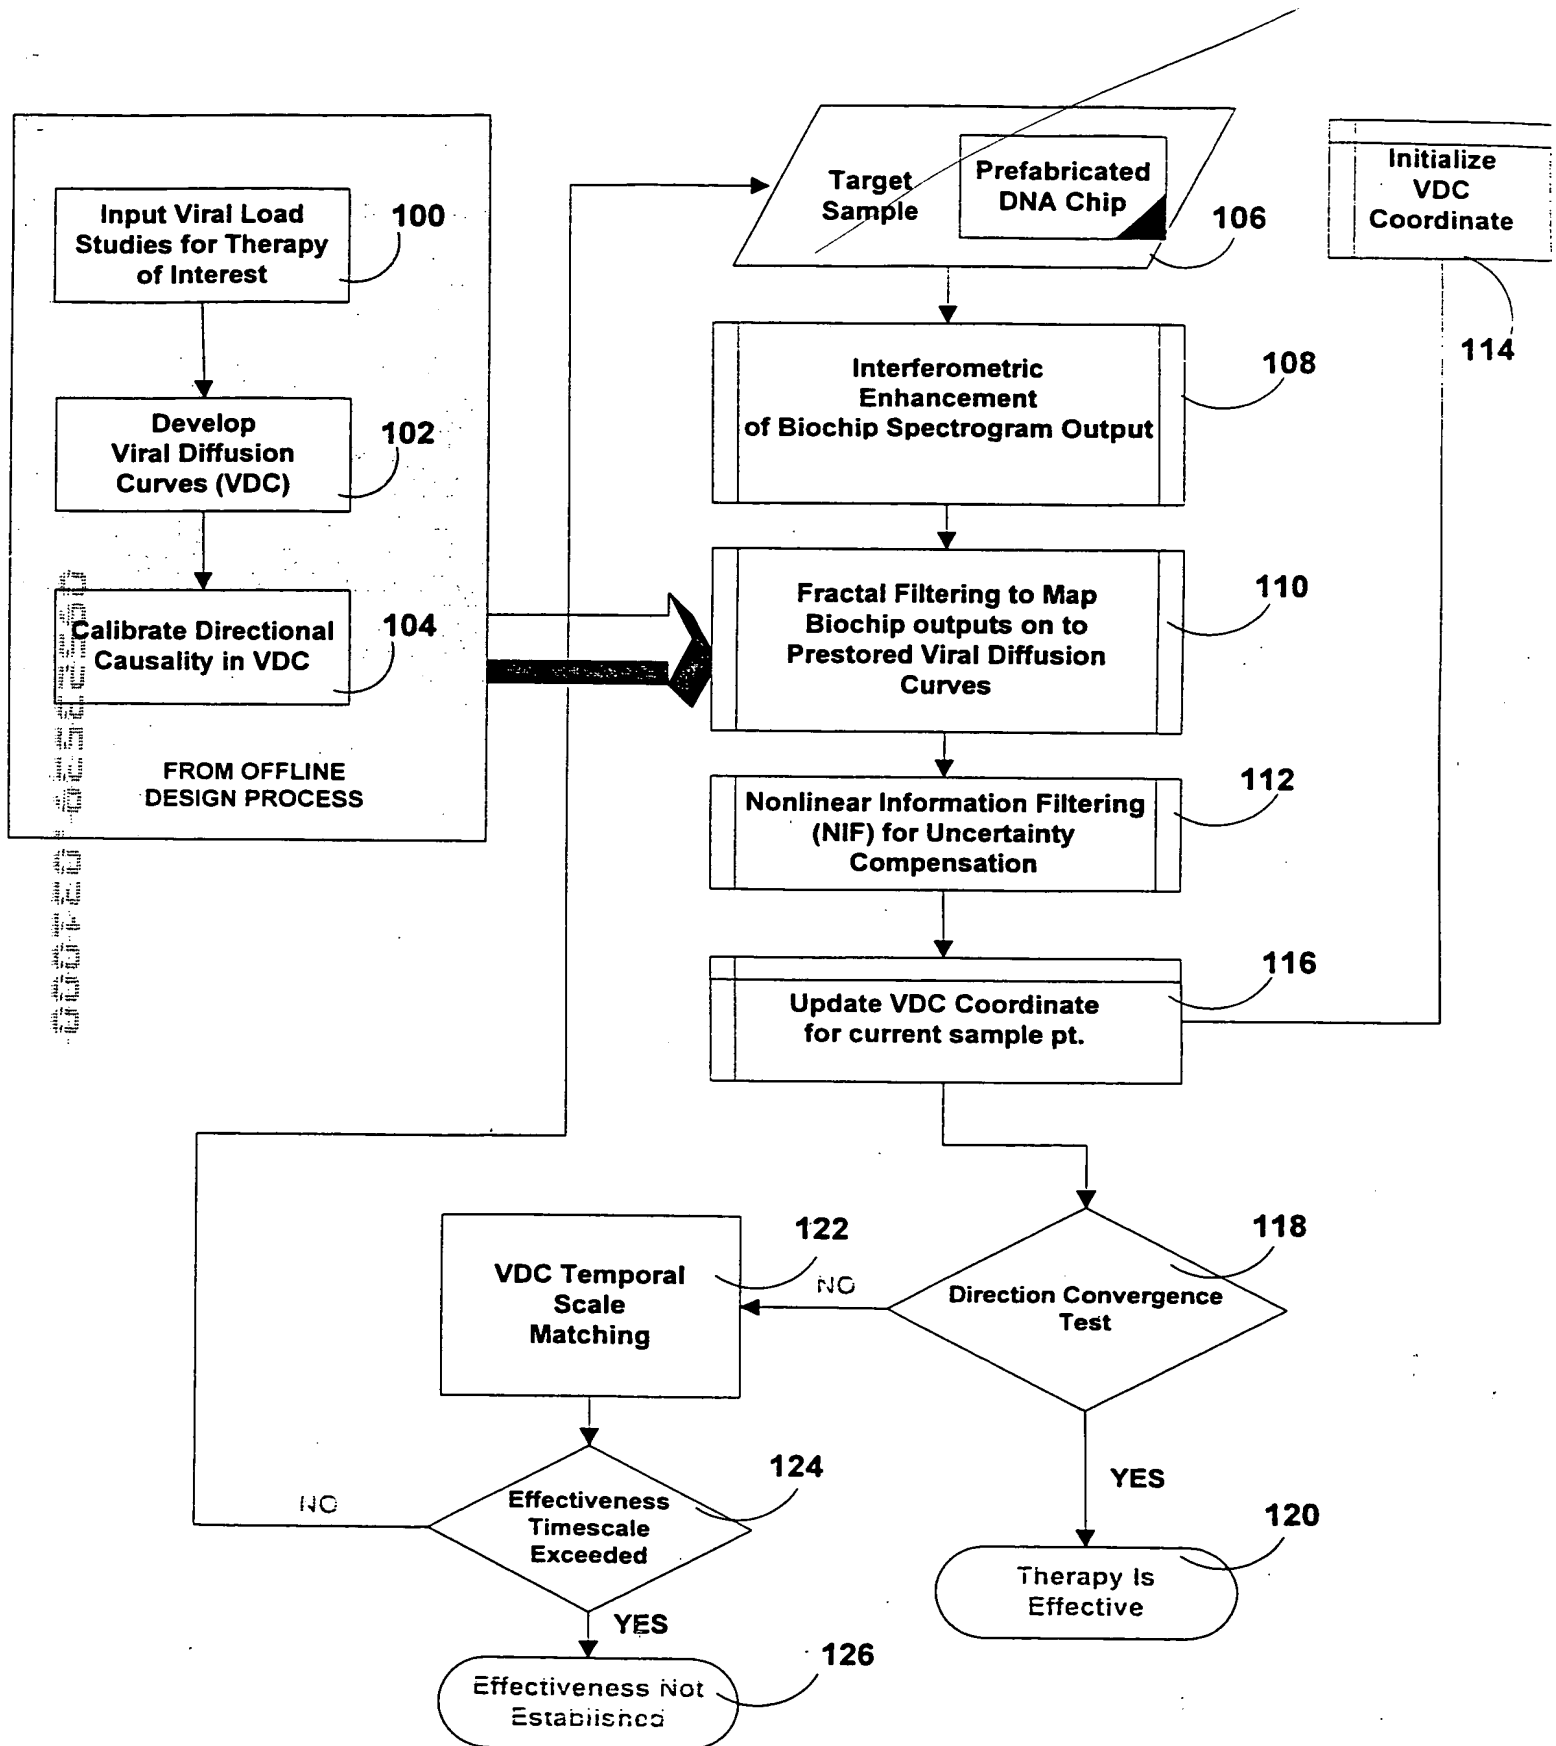 Input Viral Load
Studies for Therapy
of Interest
100
Develop
Viral Diffusion
Curves (VDC)
102
Calibrate Directional
Causality in VDC
104
FROM OFFLINE
DESIGN PROCESS
Target
Sample
Prefabricated
DNA Chip
106
Initialize
VDC
Coordinate
114
Interferometric
Enhancement
of Biochip Spectrogram Output
108
Fractal Filtering to Map
Biochip outputs on to
Prestored Viral Diffusion
Curves
110
Nonlinear Information Filtering
(NIF) for Uncertainty
Compensation
112
Update VDC Coordinate
for current sample pt.
116
Direction Convergence
Test
118
NO
YES
VDC Temporal
Scale
Matching
122
Effectiveness
Timescale
Exceeded
124
NO
YES
Therapy Is
Effective
120
Effectiveness Not
Established
126